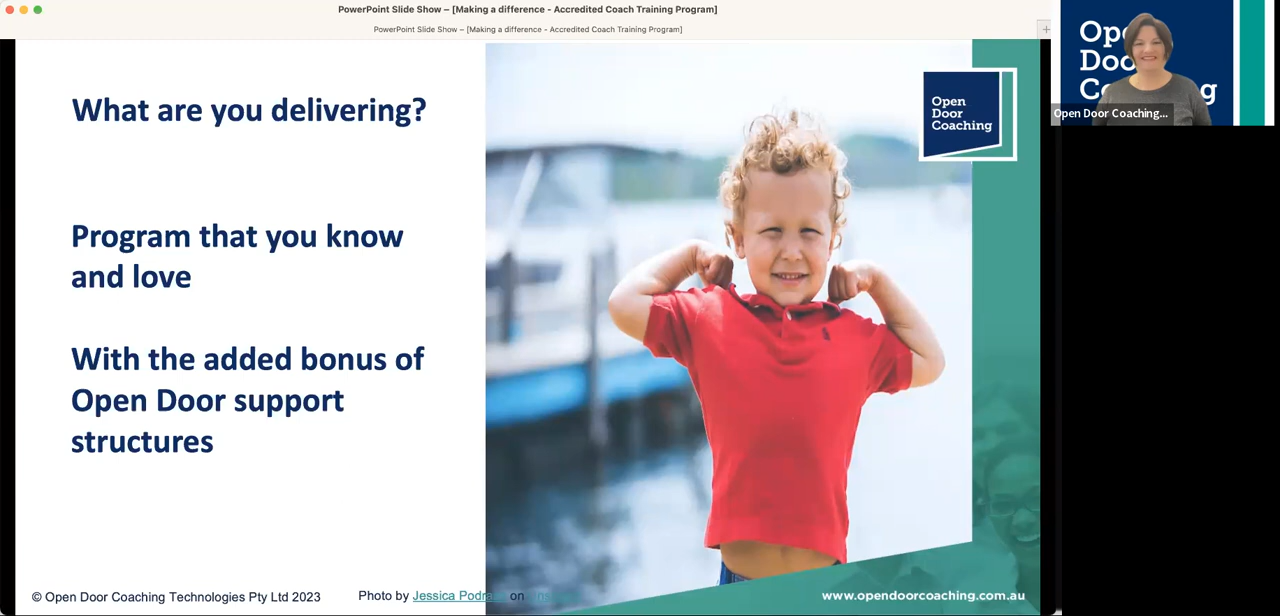 PowerPoint Slide Show – [Making a difference - Accredited Coach Training Program]
PowerPoint Slide Show – [Making a difference - Accredited Coach Training Program]
What are you delivering?
Program that you know
and love
With the added bonus of
Open Door support
structures
Open
Door
Coaching
© Open Door Coaching Technologies Pty Ltd 2023
Photo by Jessica on
www.opendoorcoaching.com.au
Open Door Coaching...